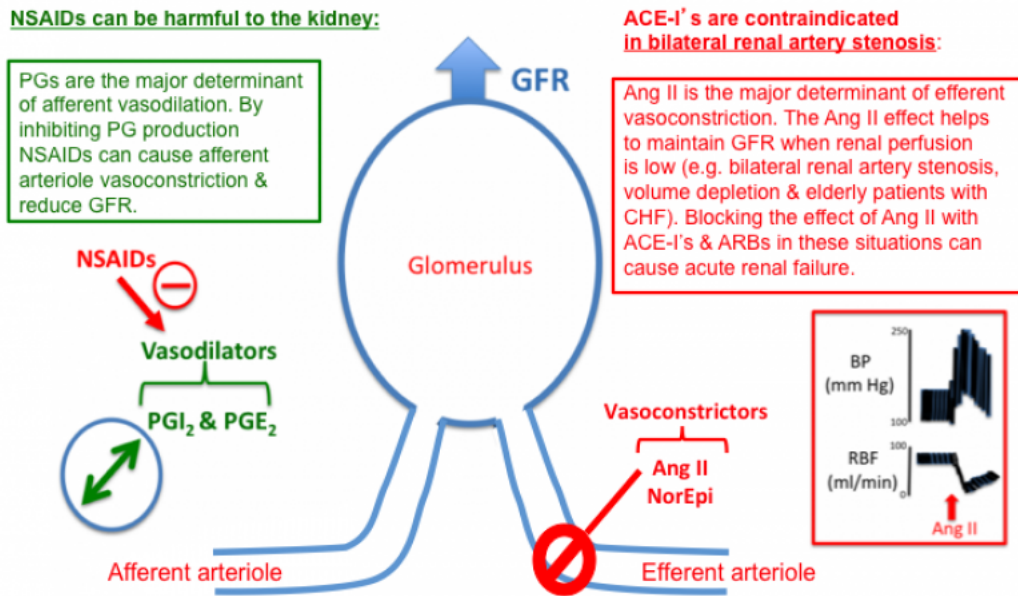 NSAIDs can be harmful to the kidney:
PGs are the major determinant
of afferent vasodilation. By
inhibiting PG production
NSAIDs can cause afferent
arteriole vasoconstriction &
reduce GFR.
NSAIDs
Vasodilators
PGI₂ & PGE₂
Afferent arteriole
GFR
Glomerulus
ACE-I's are contraindicated
in bilateral renal artery stenosis:
Ang II is the major determinant of efferent
vasoconstriction. The Ang II effect helps
to maintain GFR when renal perfusion
is low (e.g. bilateral renal artery stenosis,
volume depletion & elderly patients with
CHF). Blocking the effect of Ang II with
ACE-I's & ARBs in these situations can
cause acute renal failure.
Vasoconstrictors
Ang II
NorEpi
Efferent arteriole
250
BP
(mm Hg)
100
100
RBF
(ml/min)
0
Ang II